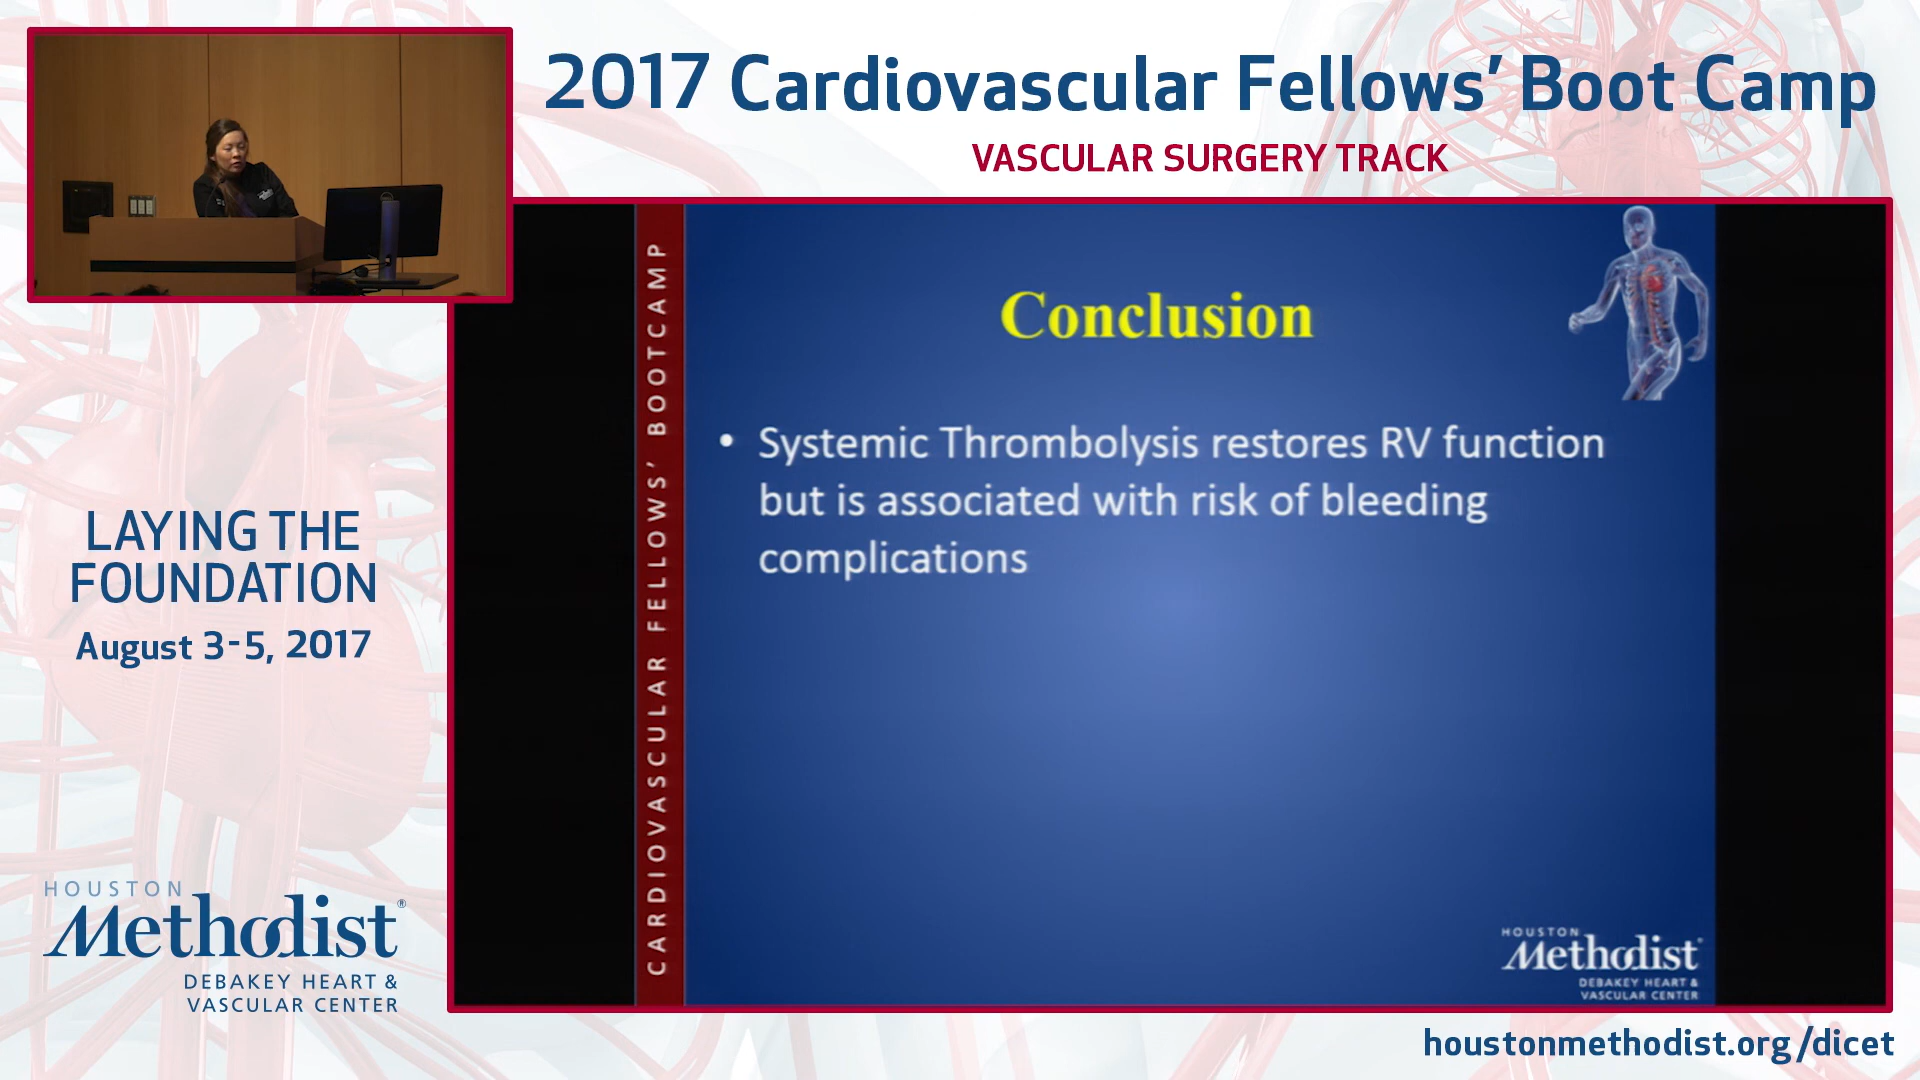 2017 Cardiovascular Fellows’ Boot Camp
VASCULAR SURGERY TRACK
CARDIOVASCULAR FELLOWS’ BOOTCAMP
Conclusion
• Systemic Thrombolysis restores RV function
but is associated with risk of bleeding
complications
LAYING THE
FOUNDATION
August 3-5, 2017
HOUSTON
Methodist®
DEBAKEY HEART &
VASCULAR CENTER
HOUSTON
Methodist
DEBAKEY HEART &
VASCULAR CENTER
houstonmethodist.org/dicet